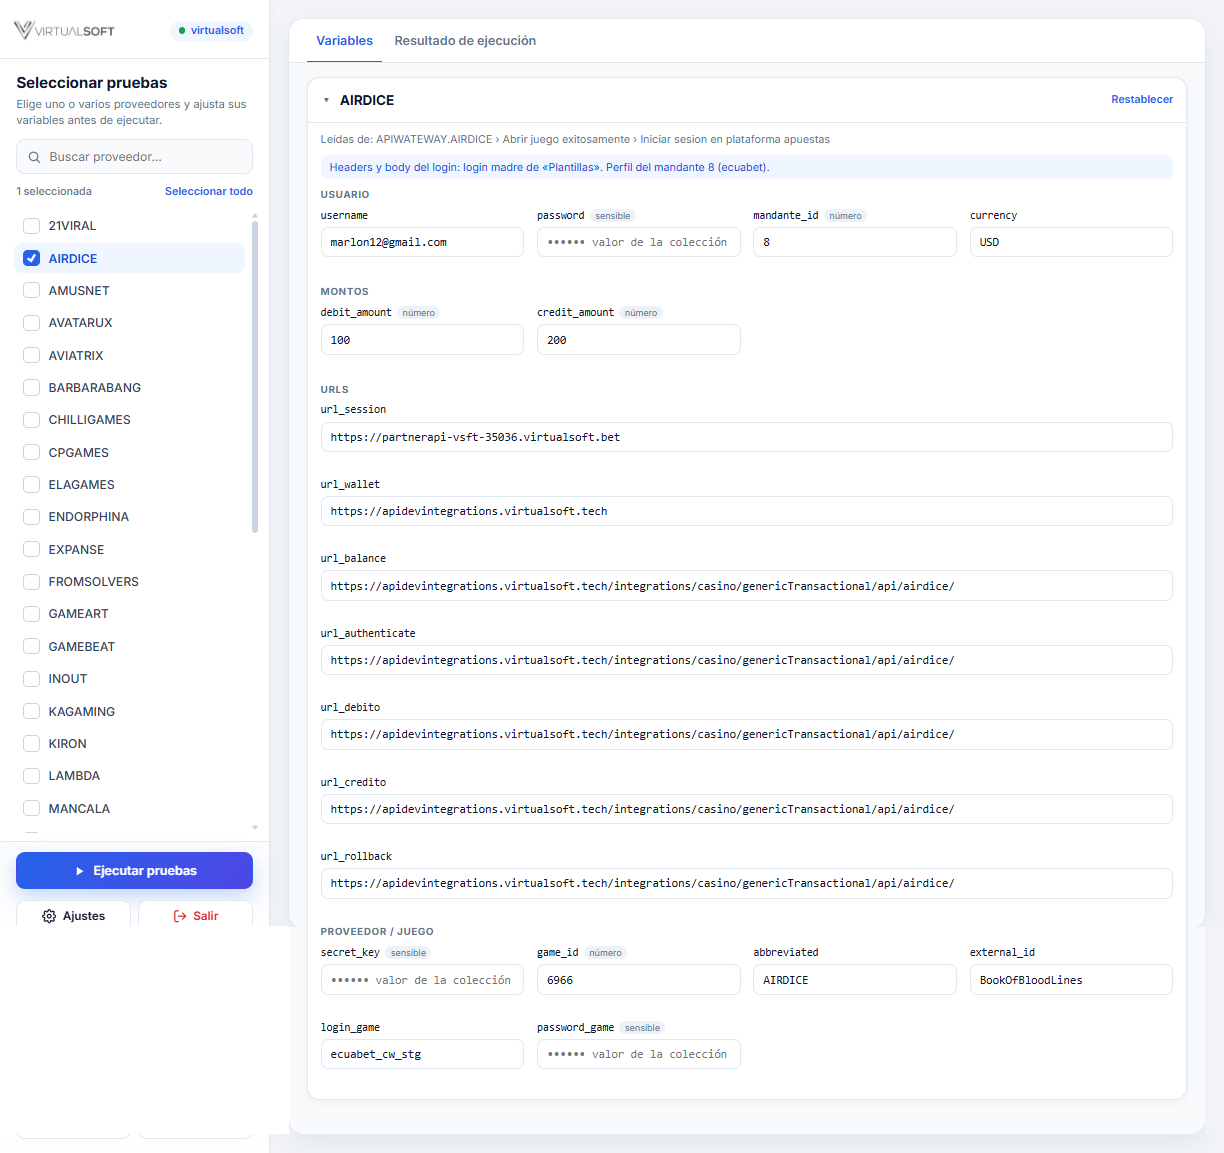 VIRTUALSOFT
virtualsoft
Seleccionar pruebas
Elige uno o varios proveedores y ajusta sus
variables antes de ejecutar.
Buscar proveedor...
1 seleccionada
Seleccionar todo
21VIRAL
AIRDICE
AMUSNET
AVATARUX
AVIATRIX
BARBARABANG
CHILLIGAMES
CPGAMES
ELAGAMES
ENDORPHINA
EXPANSE
FROMSOLVERS
GAMEART
GAMEBEAT
INOUT
KAGAMING
KIRON
LAMBDA
MANCALA
Ejecutar pruebas
Ajustes
Salir
Variables
Resultado de ejecución
AIRDICE
Restablecer
Leídas de: APIWATEWAY.AIRDICE › Abrir juego exitosamente › Iniciar sesion en plataforma apuestas
Headers y body del login: login madre de «Plantillas». Perfil del mandante 8 (ecuabet).
USUARIO
username
password sensible
mandante_id número
currency
marlon12@gmail.com
•••••• valor de la colección
8
USD
MONTOS
debit_amount número
credit_amount número
100
200
URLS
url_session
https://partnerapi-vsft-35036.virtualsoft.bet
url_wallet
https://apidevintegrations.virtualsoft.tech
url_balance
https://apidevintegrations.virtualsoft.tech/integrations/casino/genericTransactional/api/airdice/
url_authenticate
https://apidevintegrations.virtualsoft.tech/integrations/casino/genericTransactional/api/airdice/
url_debito
https://apidevintegrations.virtualsoft.tech/integrations/casino/genericTransactional/api/airdice/
url_credito
https://apidevintegrations.virtualsoft.tech/integrations/casino/genericTransactional/api/airdice/
url_rollback
https://apidevintegrations.virtualsoft.tech/integrations/casino/genericTransactional/api/airdice/
PROVEEDOR / JUEGO
secret_key sensible
game_id número
abbreviated
external_id
•••••• valor de la colección
6966
AIRDICE
BookOfBloodLines
login_game
password_game sensible
ecuabet_cw_stg
•••••• valor de la colección